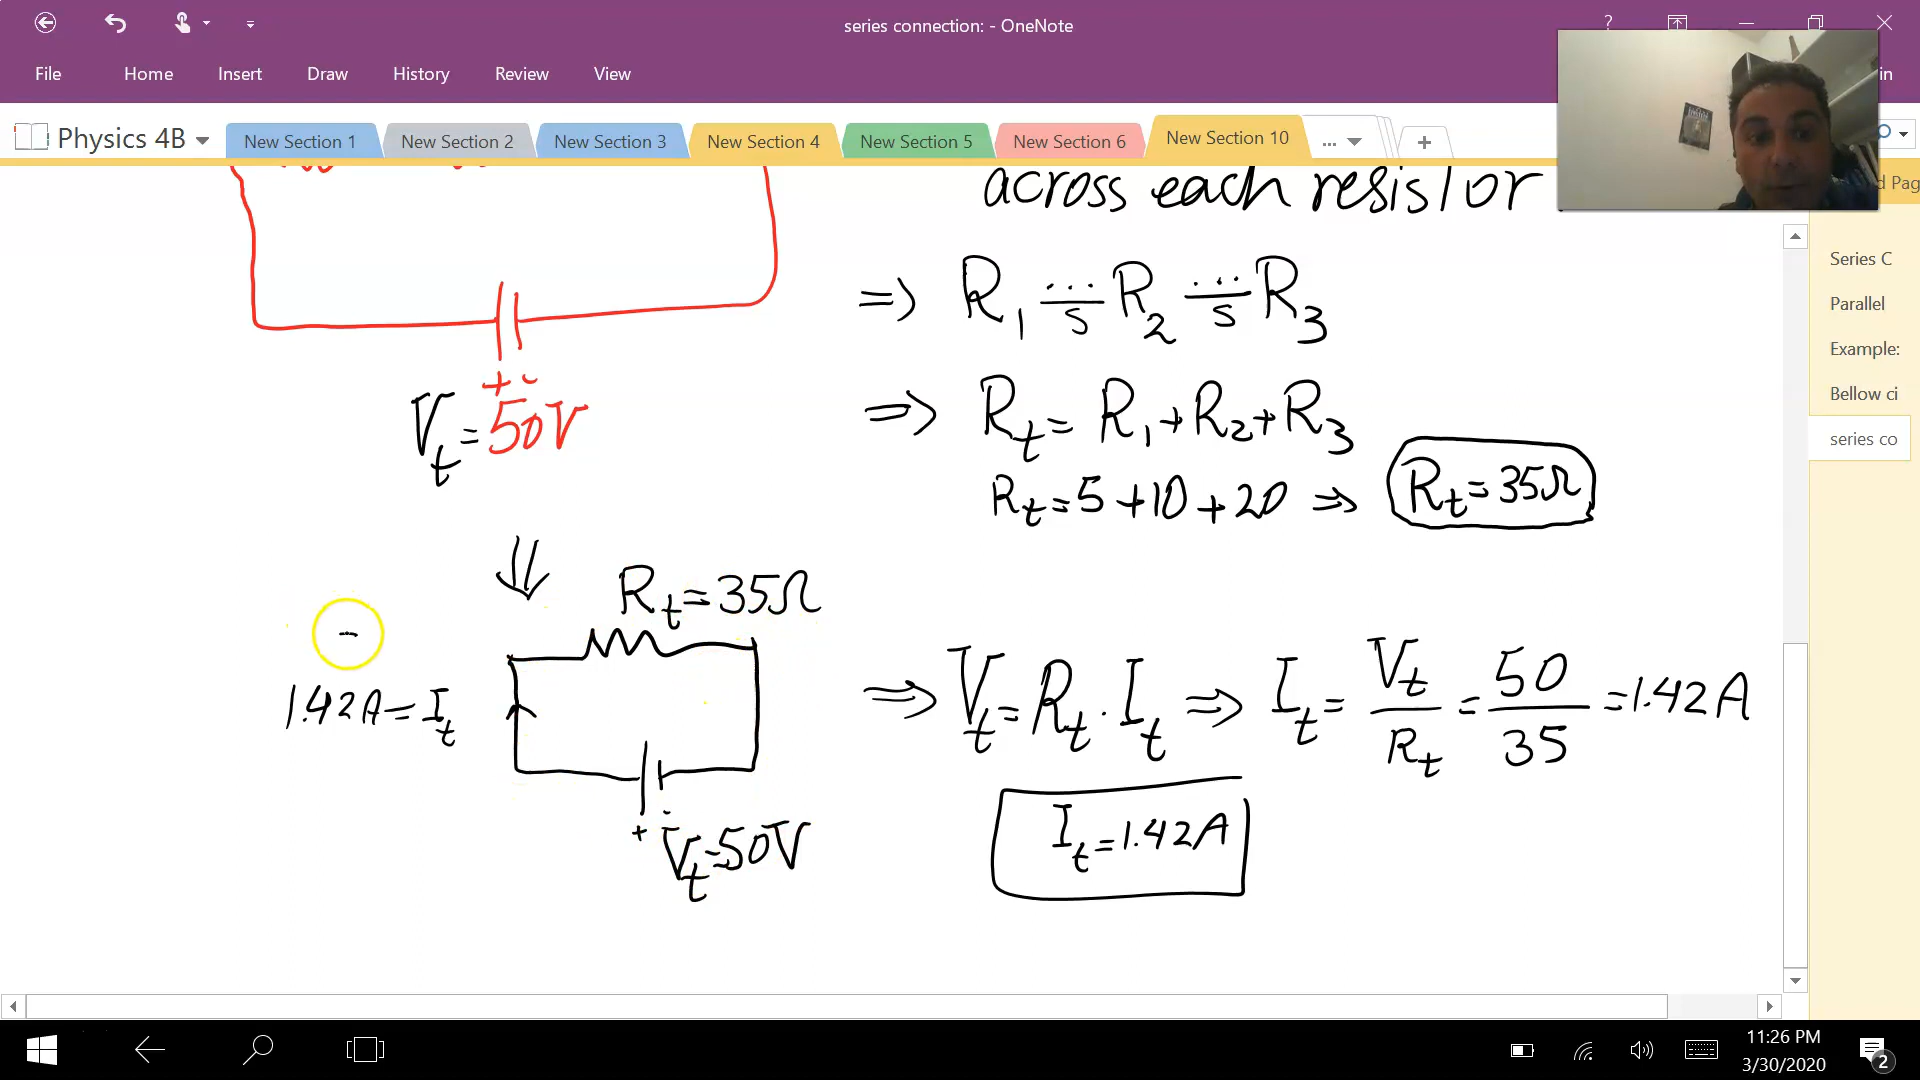 series connection: - OneNote
File Home Insert Draw History Review View
in
Physics 4B
New Section 1
New Section 2
New Section 3
New Section 4
New Section 5
New Section 6
New Section 10
...
d Pag
Series C
Parallel
Example:
Bellow ci
series co
across each resistor
⇒ R1 ...s R2 ...s R3
Vt = 50V
+ -
⇒ Rt = R1 + R2 + R3
Rt = 5 + 10 + 20 ⇒ Rt = 35Ω
Rt = 35Ω
1.42A = It
+ -
Vt = 50V
⇒ Vt = Rt . It ⇒ It = Vt/Rt = 50/35 = 1.42A
It = 1.42A
11:26 PM
3/30/2020
2